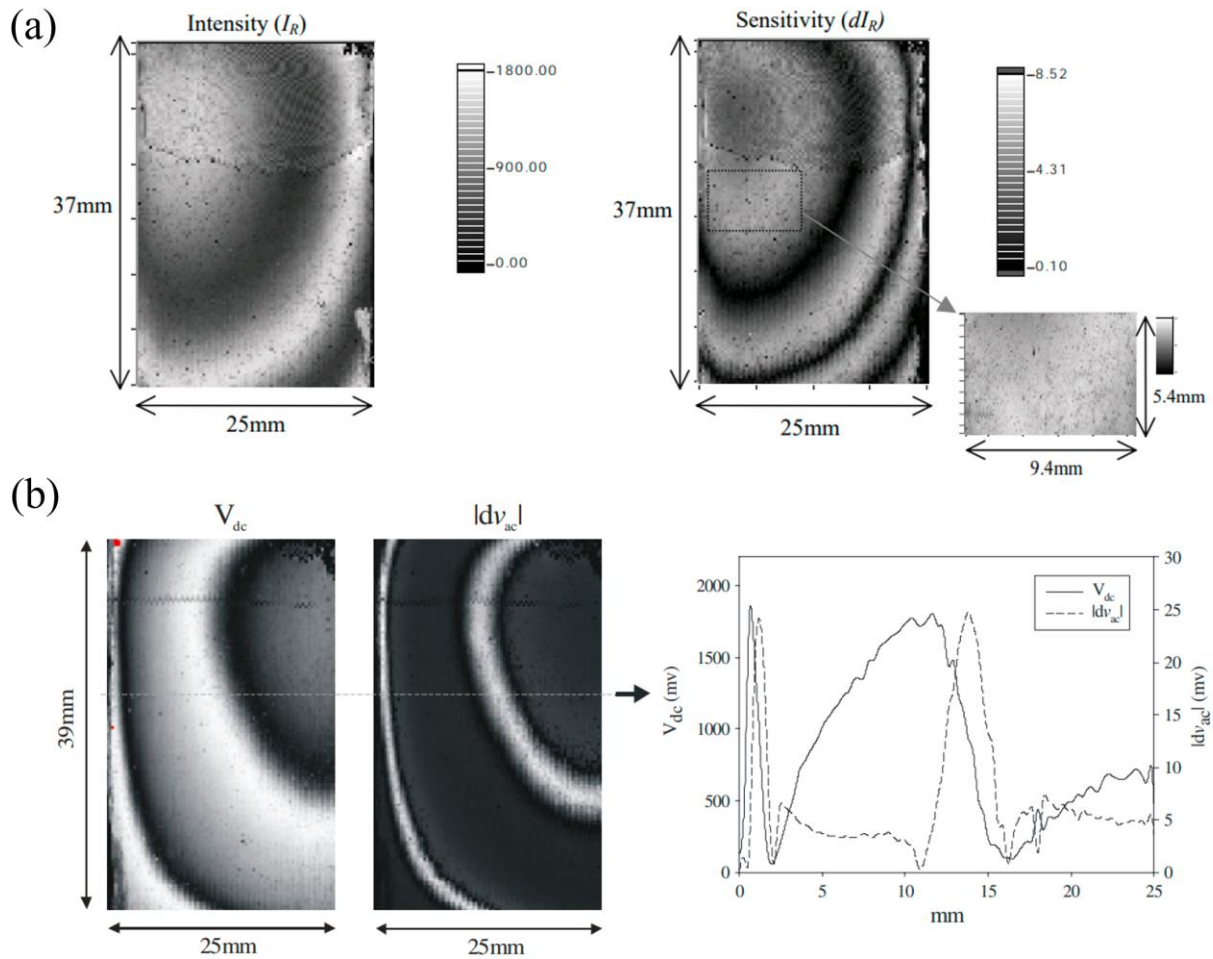 (a)
Intensity (I_R)
Sensitivity (dI_R)
1800.00
900.00
0.00
8.52
4.31
0.10
37mm
37mm
25mm
25mm
5.4mm
9.4mm
(b)
V_dc
|dv_ac|
39mm
25mm
25mm
V_dc (mv)
2000
1750
1500
1000
500
0
V_dc
|dv_ac|
30
25
20
15
10
5
0
|dv_ac| (mv)
0 5 10 15 20 25
mm